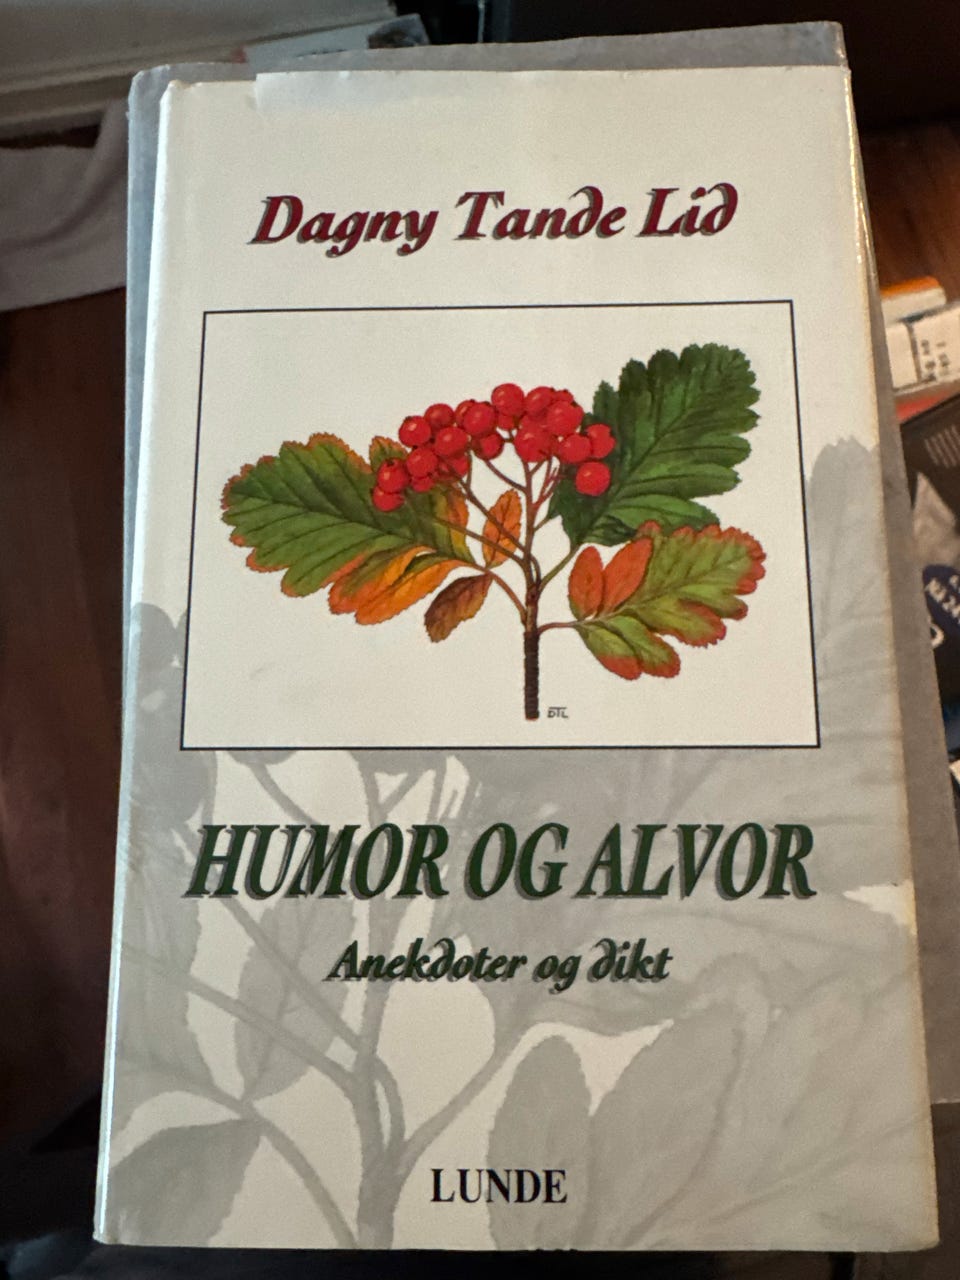 Dagny Tande Lid
DTL
HUMOR OG ALVOR
Anekdoter og dikt
LUNDE